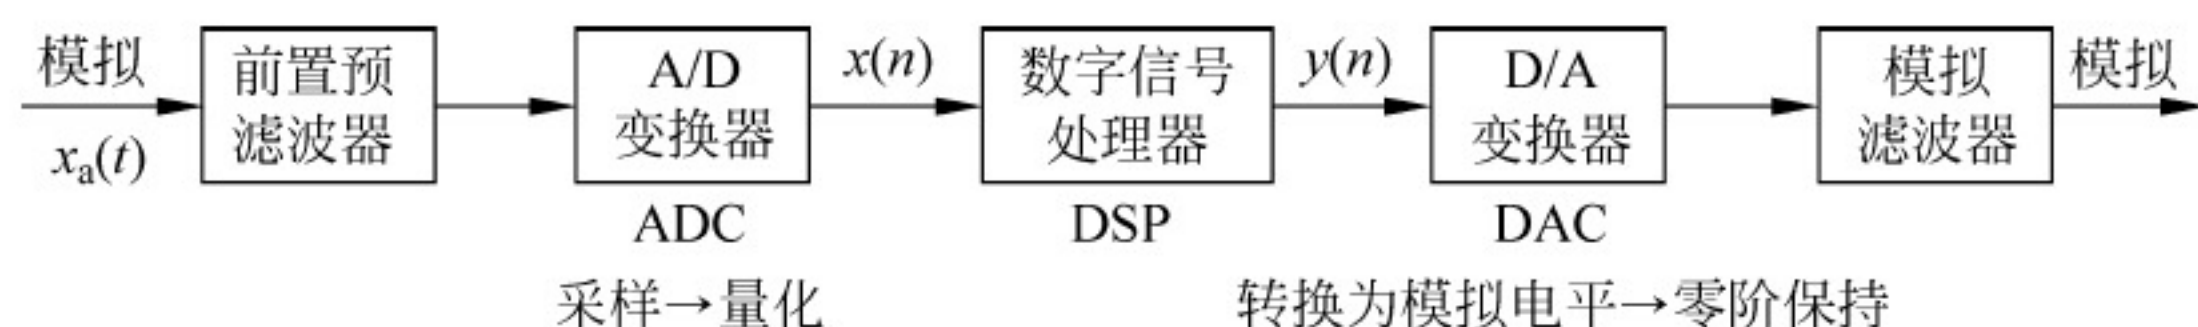 模拟
xa(t)
前置预
滤波器
A/D
变换器
ADC
采样→量化
x(n)
数字信号
处理器
DSP
y(n)
D/A
变换器
DAC
转换为模拟电平→零阶保持
模拟
滤波器
模拟